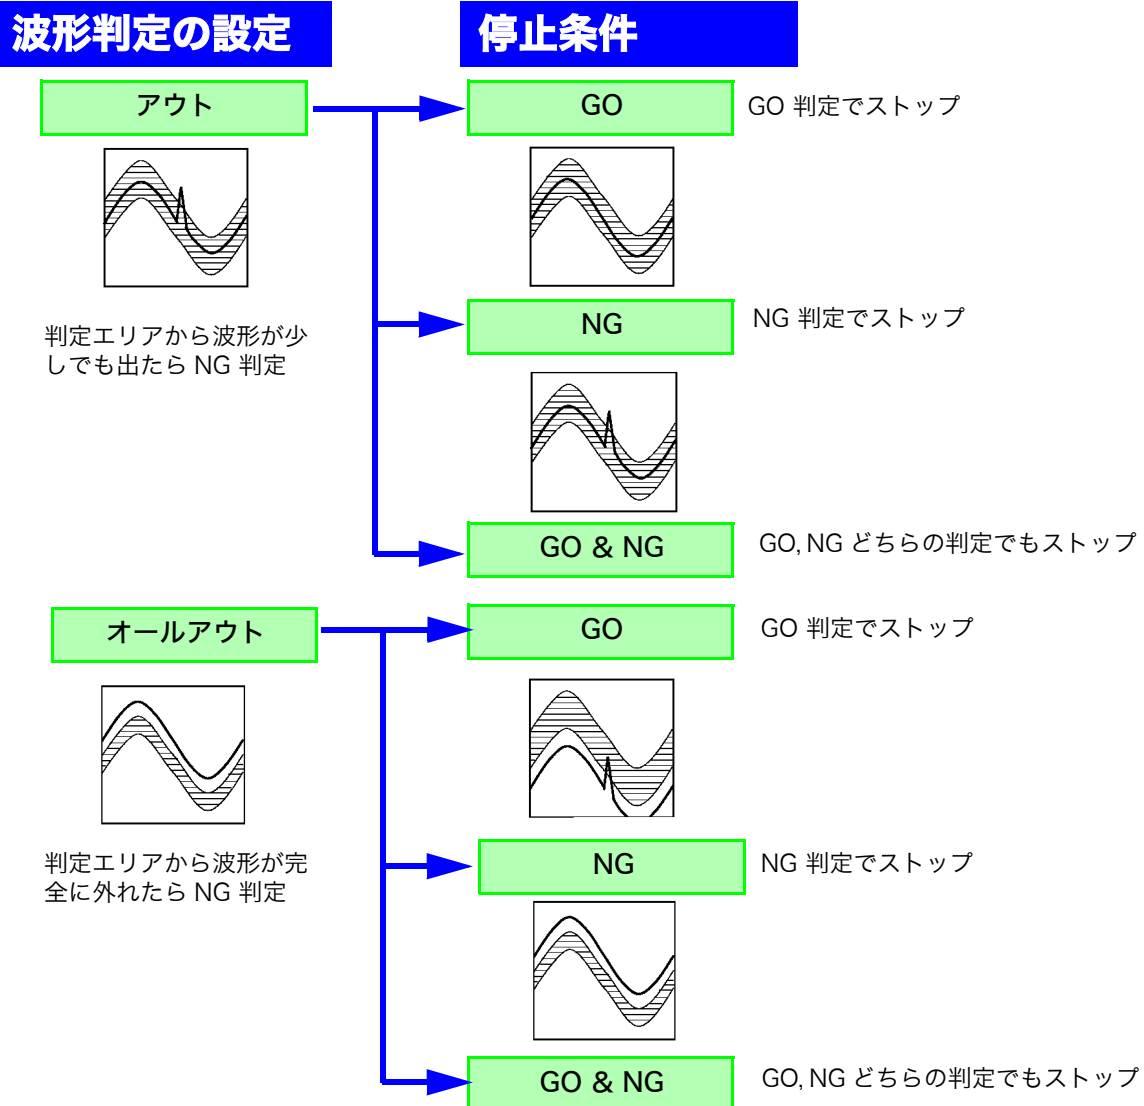 波形判定の設定
停止条件
アウト
GO
GO 判定でストップ
判定エリアから波形が少
しでも出たら NG 判定
NG
NG 判定でストップ
GO & NG
GO, NG どちらの判定でもストップ
オールアウト
GO
GO 判定でストップ
判定エリアから波形が完
全に外れたら NG 判定
NG
NG 判定でストップ
GO & NG
GO, NG どちらの判定でもストップ